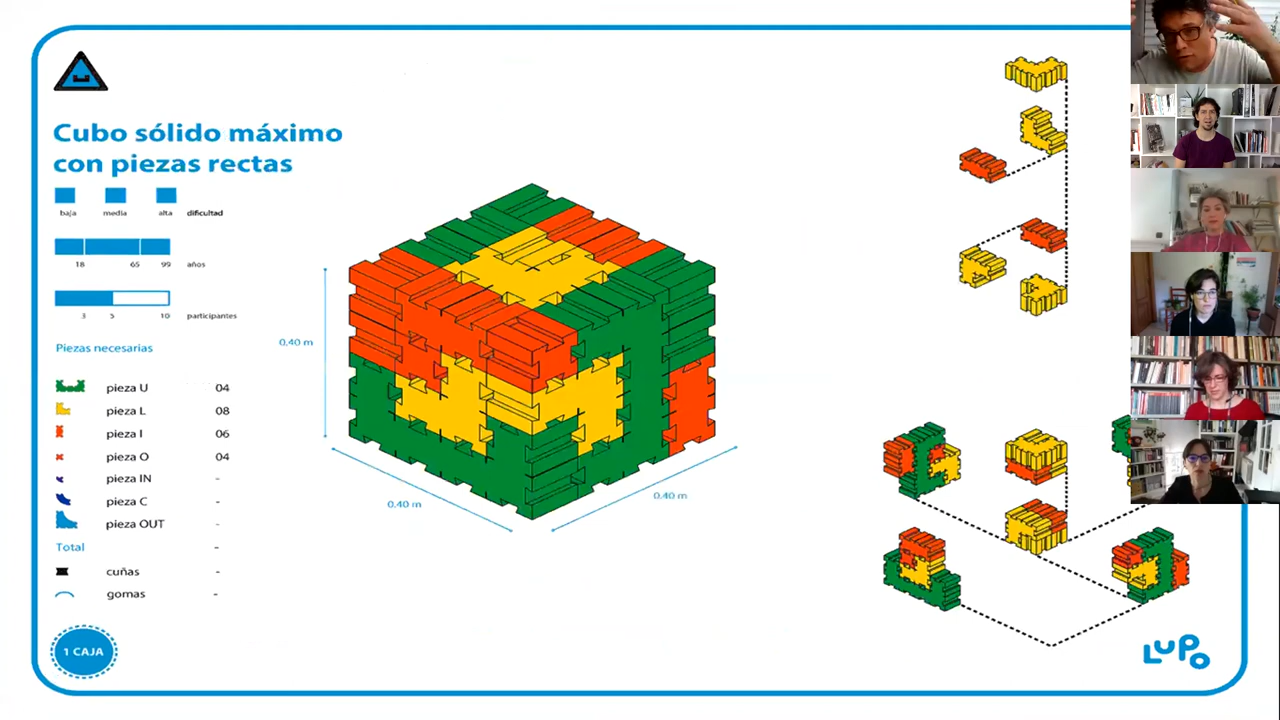 Cubo sólido máximo
con piezas rectas
baja media alta dificultad
18 65 99 años
3 5 10 participantes
Piezas necesarias
pieza U 04
pieza L 08
pieza I 06
pieza O 04
pieza IN -
pieza C -
pieza OUT -
Total -
cuñas -
gomas -
1 CAJA
0,40 m
0.40 m
0.40 m
LUPO